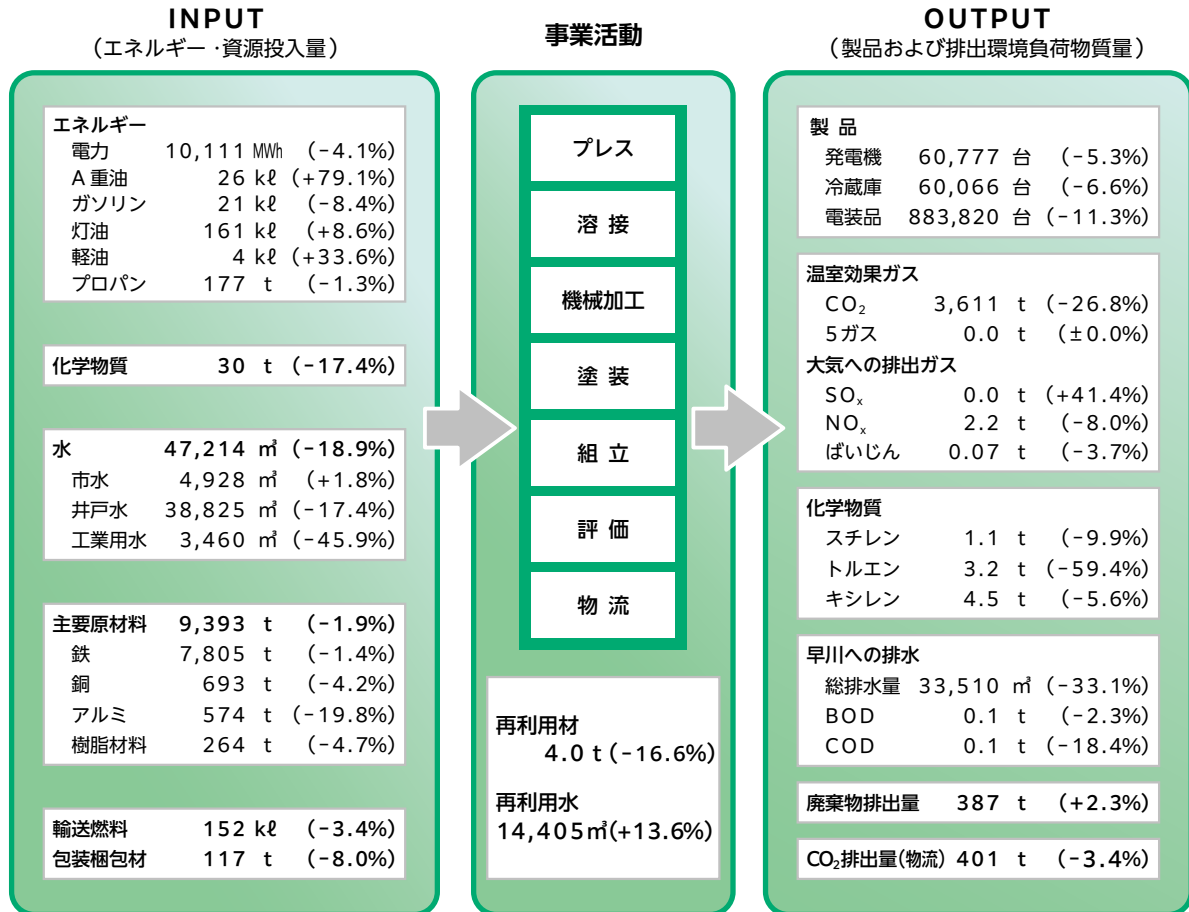 INPUT
（エネルギー・資源投入量）
エネルギー
電力 10,111 MWh (-4.1%)
A重油 26 kℓ (+79.1%)
ガソリン 21 kℓ (-8.4%)
灯油 161 kℓ (+8.6%)
軽油 4 kℓ (+33.6%)
プロパン 177 t (-1.3%)
化学物質 30 t (-17.4%)
水 47,214 ㎥ (-18.9%)
市水 4,928 ㎥ (+1.8%)
井戸水 38,825 ㎥ (-17.4%)
工業用水 3,460 ㎥ (-45.9%)
主要原材料 9,393 t (-1.9%)
鉄 7,805 t (-1.4%)
銅 693 t (-4.2%)
アルミ 574 t (-19.8%)
樹脂材料 264 t (-4.7%)
輸送燃料 152 kℓ (-3.4%)
包装梱包材 117 t (-8.0%)
事業活動
プレス
溶接
機械加工
塗装
組立
評価
物流
再利用材
4.0 t (-16.6%)
再利用水
14,405㎥(+13.6%)
OUTPUT
（製品および排出環境負荷物質量）
製品
発電機 60,777 台 (-5.3%)
冷蔵庫 60,066 台 (-6.6%)
電装品 883,820 台 (-11.3%)
温室効果ガス
CO₂ 3,611 t (-26.8%)
5ガス 0.0 t (±0.0%)
大気への排出ガス
SOₓ 0.0 t (+41.4%)
NOₓ 2.2 t (-8.0%)
ばいじん 0.07 t (-3.7%)
化学物質
スチレン 1.1 t (-9.9%)
トルエン 3.2 t (-59.4%)
キシレン 4.5 t (-5.6%)
早川への排水
総排水量 33,510 ㎥ (-33.1%)
BOD 0.1 t (-2.3%)
COD 0.1 t (-18.4%)
廃棄物排出量 387 t (+2.3%)
CO₂排出量(物流) 401 t (-3.4%)